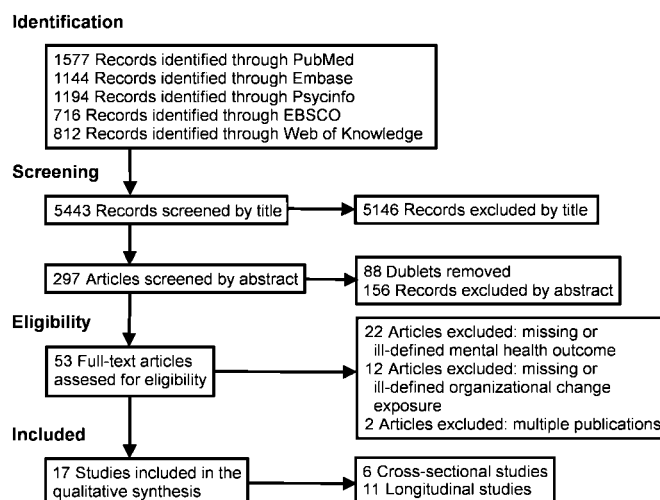 Identification
1577 Records identified through PubMed
1144 Records identified through Embase
1194 Records identified through Psycinfo
716 Records identified through EBSCO
812 Records identified through Web of Knowledge
Screening
5443 Records screened by title
5146 Records excluded by title
297 Articles screened by abstract
88 Dublets removed
156 Records excluded by abstract
Eligibility
53 Full-text articles
assesed for eligibility
22 Articles excluded: missing or
ill-defined mental health outcome
12 Articles excluded: missing or
ill-defined organizational change
exposure
2 Articles excluded: multiple publications
Included
17 Studies included in the
qualitative synthesis
6 Cross-sectional studies
11 Longitudinal studies